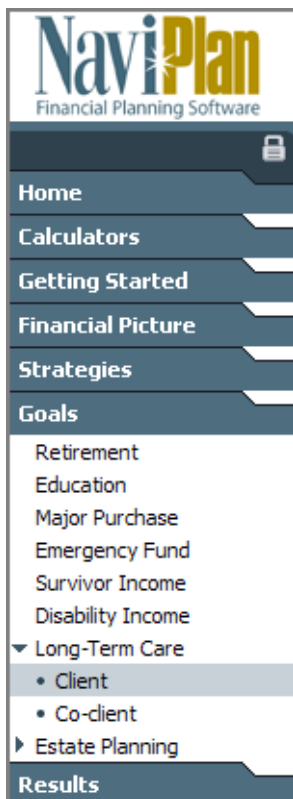 NaviPlan
Financial Planning Software
Home
Calculators
Getting Started
Financial Picture
Strategies
Goals
Retirement
Education
Major Purchase
Emergency Fund
Survivor Income
Disability Income
Long-Term Care
• Client
• Co-client
Estate Planning
Results